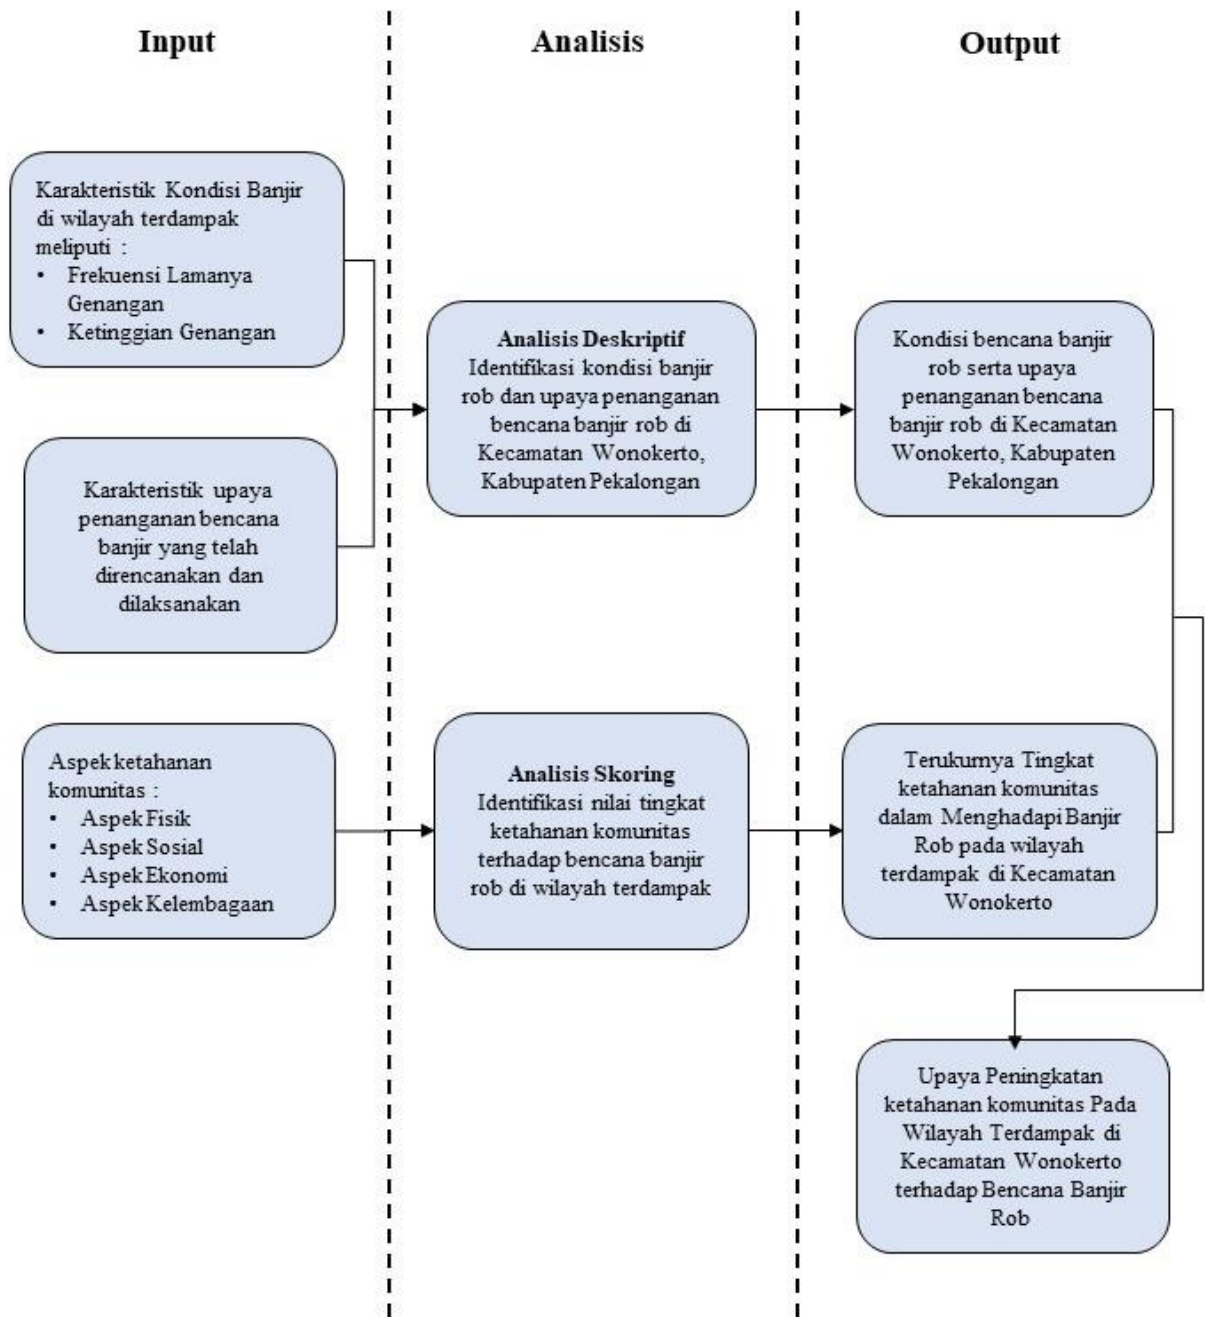 Input
Analisis
Output
Karakteristik Kondisi Banjir
di wilayah terdampak
meliputi :
• Frekuensi Lamanya
Genangan
• Ketinggian Genangan
Karakteristik upaya
penanganan bencana
banjir yang telah
direncanakan dan
dilaksanakan
Analisis Deskriptif
Identifikasi kondisi banjir
rob dan upaya penanganan
bencana banjir rob di
Kecamatan Wonokerto,
Kabupaten Pekalongan
Kondisi bencana banjir
rob serta upaya
penanganan bencana
banjir rob di Kecamatan
Wonokerto, Kabupaten
Pekalongan
Aspek ketahanan
komunitas :
• Aspek Fisik
• Aspek Sosial
• Aspek Ekonomi
• Aspek Kelembagaan
Analisis Skoring
Identifikasi nilai tingkat
ketahanan komunitas
terhadap bencana banjir
rob di wilayah terdampak
Terukurnya Tingkat
ketahanan komunitas
dalam Menghadapi Banjir
Rob pada wilayah
terdampak di Kecamatan
Wonokerto
Upaya Peningkatan
ketahanan komunitas Pada
Wilayah Terdampak di
Kecamatan Wonokerto
terhadap Bencana Banjir
Rob